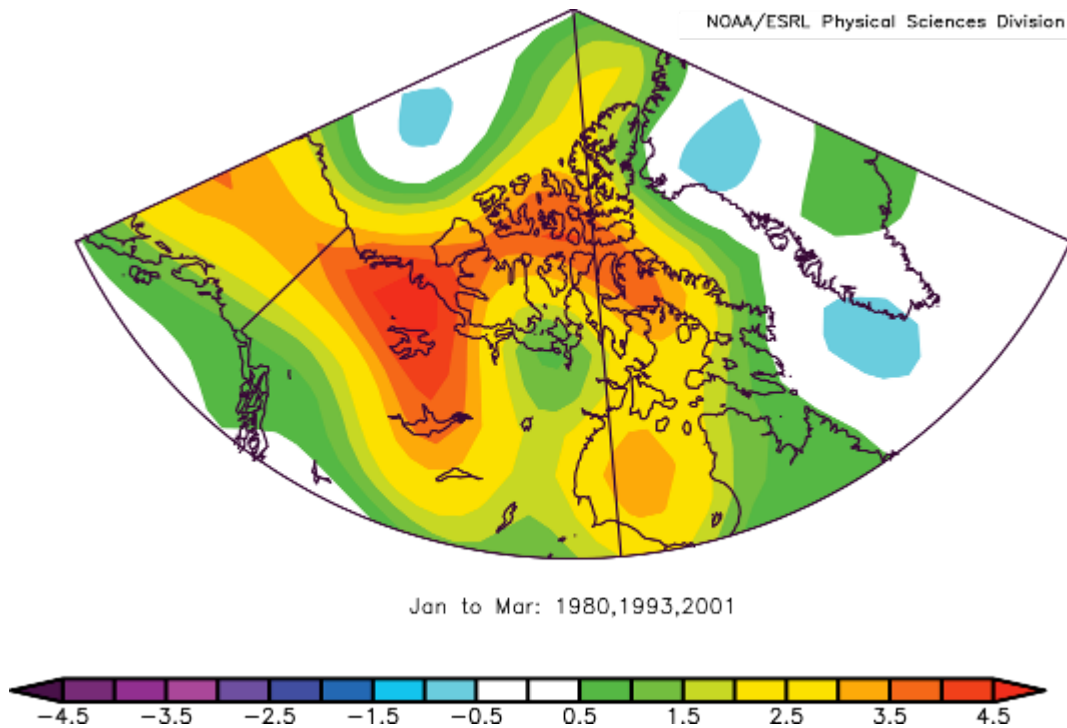 NOAA/ESRL Physical Sciences Division
Jan to Mar: 1980,1993,2001
-4.5 -3.5 -2.5 -1.5 -0.5 0.5 1.5 2.5 3.5 4.5